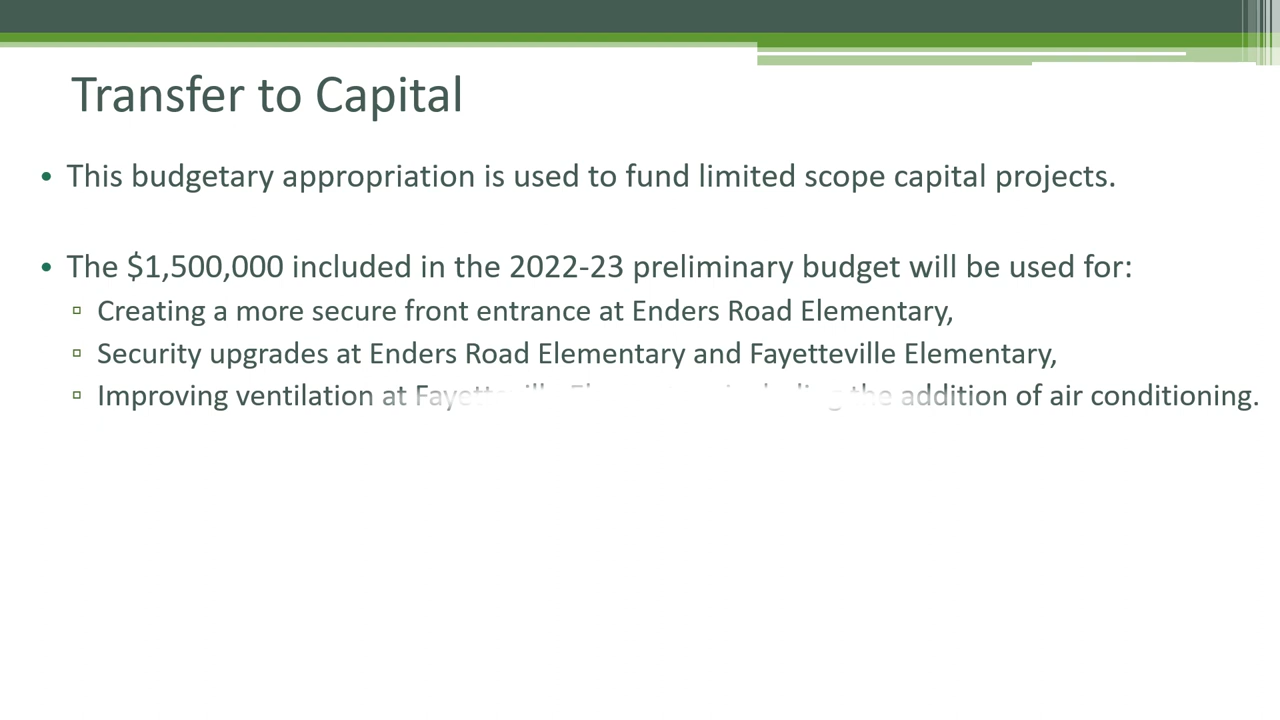 Transfer to Capital
• This budgetary appropriation is used to fund limited scope capital projects.
• The $1,500,000 included in the 2022-23 preliminary budget will be used for:
▫ Creating a more secure front entrance at Enders Road Elementary,
▫ Security upgrades at Enders Road Elementary and Fayetteville Elementary,
▫ Improving ventilation at Fayetteville the addition of air conditioning.